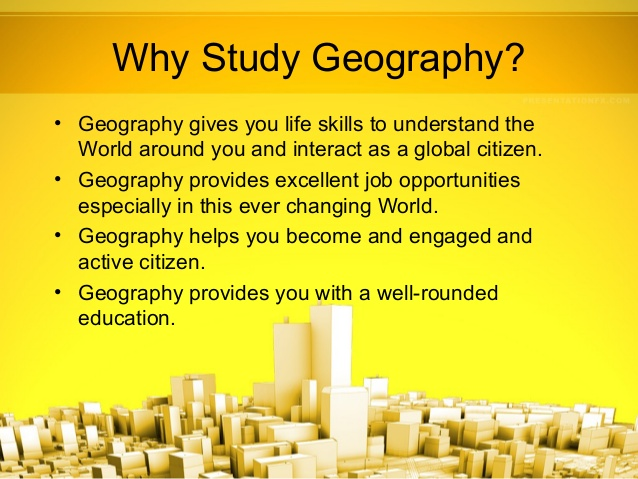 Why Study Geography?
PRESENTATIONFX.COM
• Geography gives you life skills to understand the
World around you and interact as a global citizen.
• Geography provides excellent job opportunities
especially in this ever changing World.
• Geography helps you become and engaged and
active citizen.
• Geography provides you with a well-rounded
education.